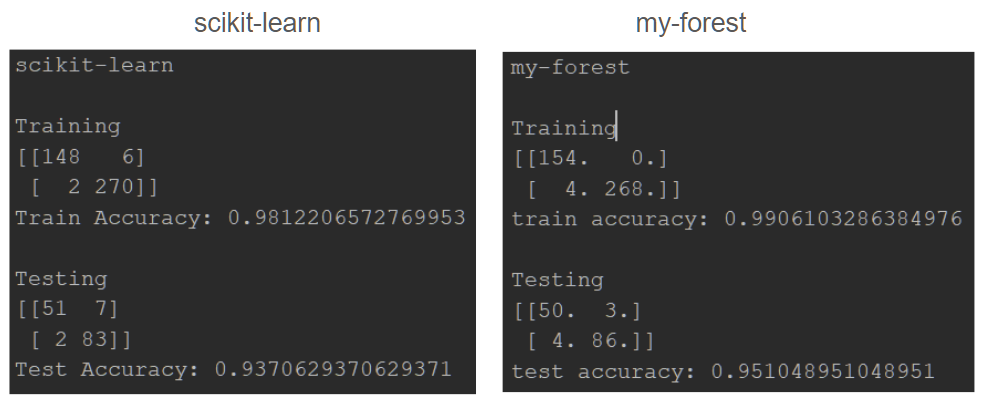 scikit-learn
my-forest
scikit-learn
Training
[[148   6]
 [  2 270]]
Train Accuracy: 0.9812206572769953
Testing
[[51  7]
 [ 2 83]]
Test Accuracy: 0.9370629370629371
my-forest
Training
[[154.   0.]
 [  4. 268.]]
train accuracy: 0.9906103286384976
Testing
[[50.  3.]
 [ 4. 86.]]
test accuracy: 0.951048951048951